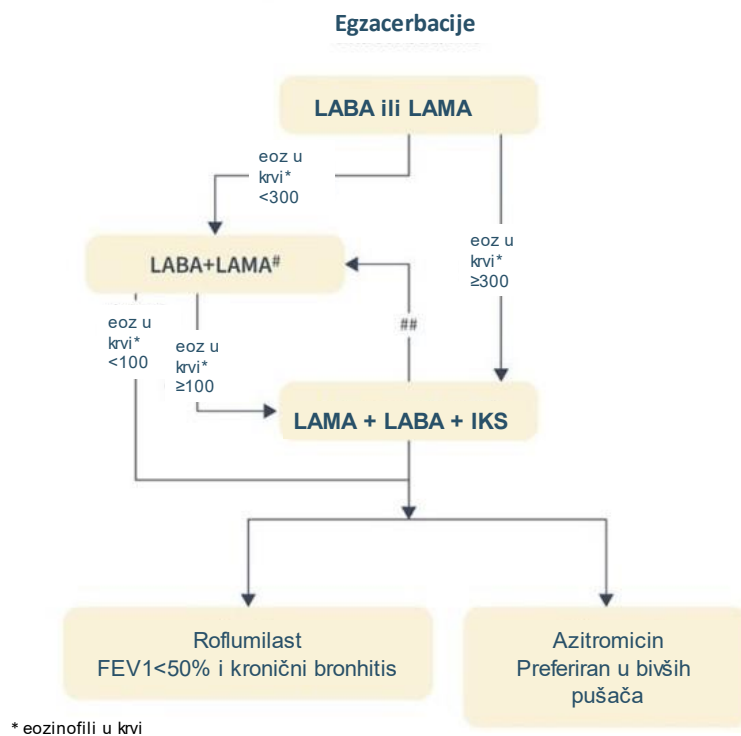 Egzacerbacije
LABA ili LAMA
eoz u
krvi*
<300
LABA+LAMA#
eoz u
krvi*
≥300
eoz u
krvi*
<100
eoz u
krvi*
≥100
##
LAMA + LABA + IKS
Roflumilast
FEV1<50% i kronični bronhitis
Azitromicin
Preferiran u bivših
pušača
* eozinofili u krvi